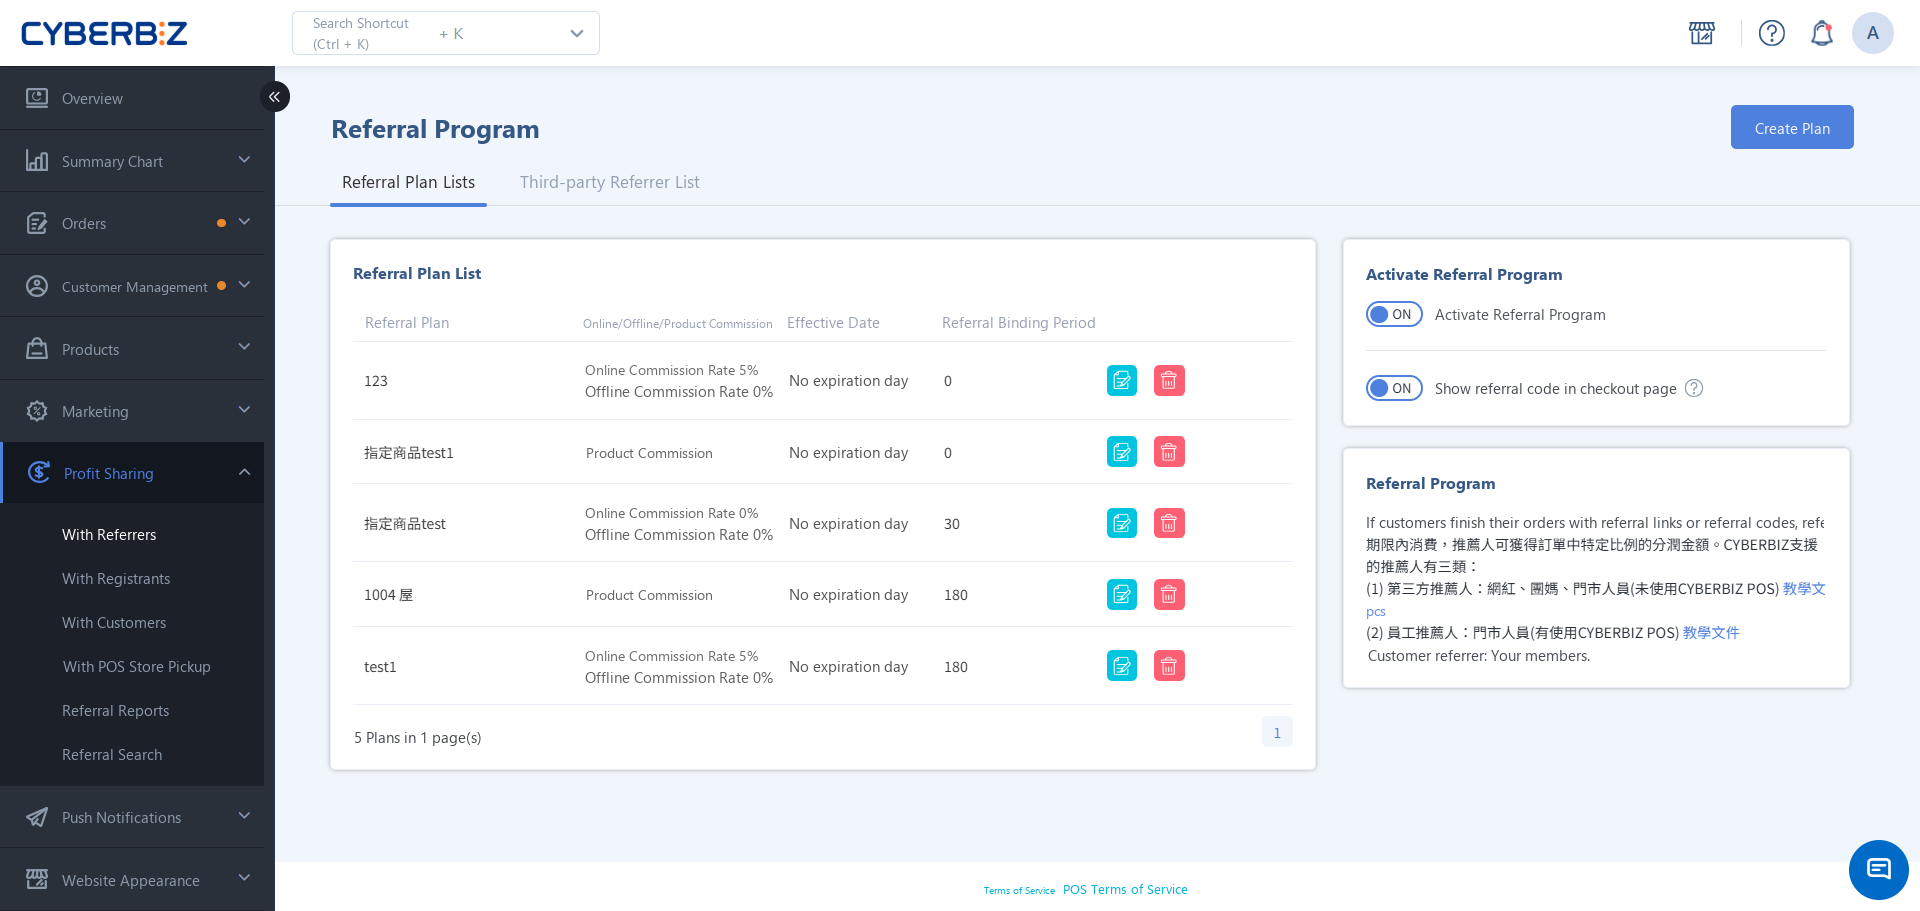 CYBERBIZ
Search Shortcut
(Ctrl + K)
+ K
A
Overview
Summary Chart
Orders
Customer Management
Products
Marketing
Profit Sharing
With Referrers
With Registrants
With Customers
With POS Store Pickup
Referral Reports
Referral Search
Push Notifications
Website Appearance
Referral Program
Create Plan
Referral Plan Lists
Third-party Referrer List
Referral Plan List
Referral Plan
Online/Offline/Product Commission
Effective Date
Referral Binding Period
123
Online Commission Rate 5%
Offline Commission Rate 0%
No expiration day
0
指定商品test1
Product Commission
No expiration day
0
指定商品test
Online Commission Rate 0%
Offline Commission Rate 0%
No expiration day
30
1004 屋
Product Commission
No expiration day
180
test1
Online Commission Rate 5%
Offline Commission Rate 0%
No expiration day
180
5 Plans in 1 page(s)
1
Activate Referral Program
ON
Activate Referral Program
ON
Show referral code in checkout page
Referral Program
If customers finish their orders with referral links or referral codes, refe
期限內消費，推薦人可獲得訂單中特定比例的分潤金額。CYBERBIZ支援
的推薦人有三類：
(1) 第三方推薦人：網紅、團媽、門市人員(未使用CYBERBIZ POS) 教學文
pcs
(2) 員工推薦人：門市人員(有使用CYBERBIZ POS) 教學文件
Customer referrer: Your members.
Terms of Service
POS Terms of Service